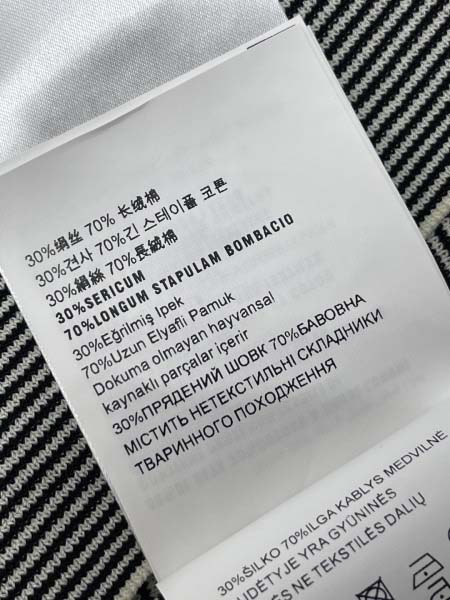 30%绢丝 70% 长绒棉
30%견사 70%긴 스테이플 코튼
30%絹絲 70%長絨棉
30%SERICUM
70%LONGUM STAPULAM BOMBACIO
30%Eğrilmiş İpek
70%Uzun Elyafli Pamuk
Dokuma olmayan hayvansal
kaynaklı parçalar içerir
30%ПРЯДЕНИЙ ШОВК 70%БАВОВНА
МІСТИТЬ НЕТЕКСТИЛЬНІ СКЛАДНИКИ
ТВАРИННОГО ПОХОДЖЕННЯ
30%ŠILKO 70%ILGA KABLYS MEDVILNĖ
SUDĖTYJE YRA GYŪNINĖS
NE TEKSTILĖS DALIŲ